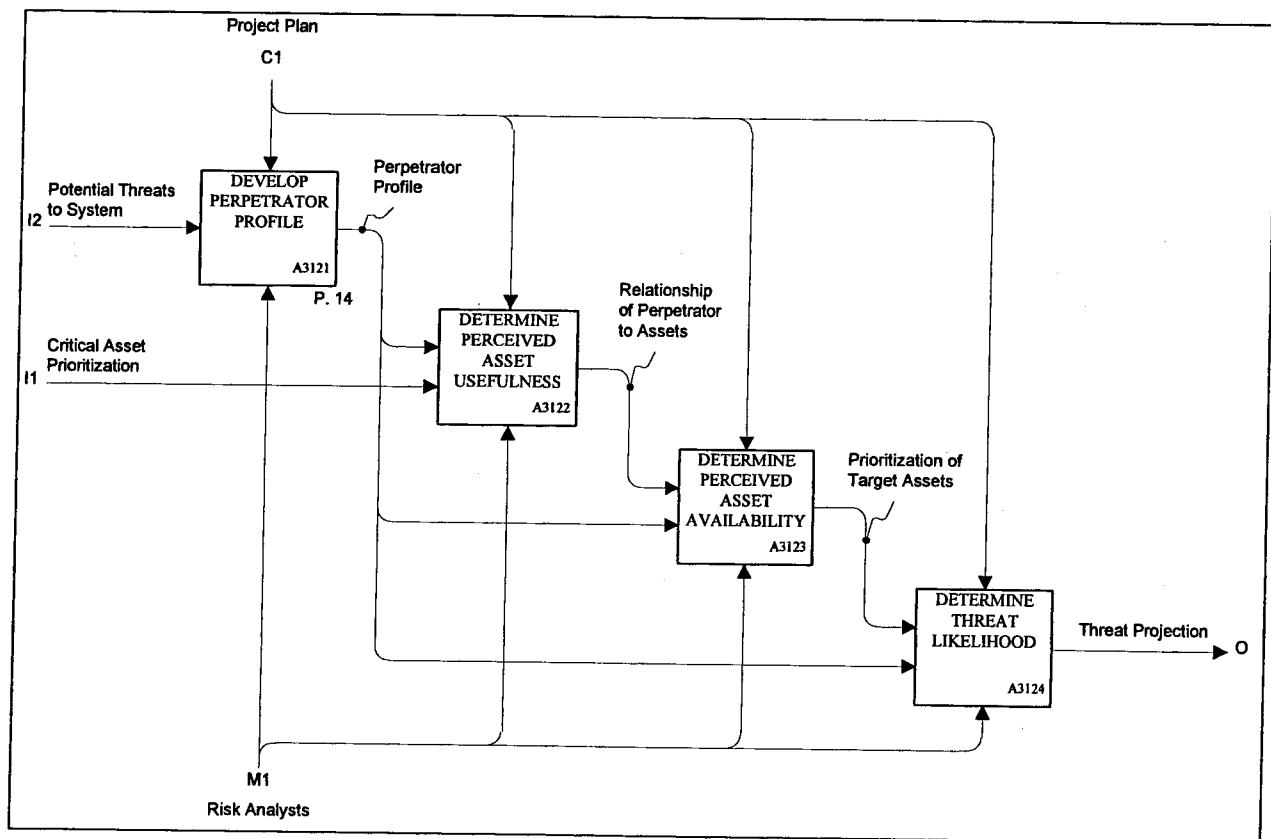 Project Plan
C1
DEVELOP
PERPETRATOR
PROFILE
A3121
P. 14
Perpetrator
Profile
Potential Threats
to System
I2
Critical Asset
Prioritization
I1
DETERMINE
PERCEIVED
ASSET
USEFULNESS
A3122
Relationship
of Perpetrator
to Assets
DETERMINE
PERCEIVED
ASSET
AVAILABILITY
A3123
Prioritization of
Target Assets
DETERMINE
THREAT
LIKELIHOOD
A3124
Threat Projection
O
M1
Risk Analysts